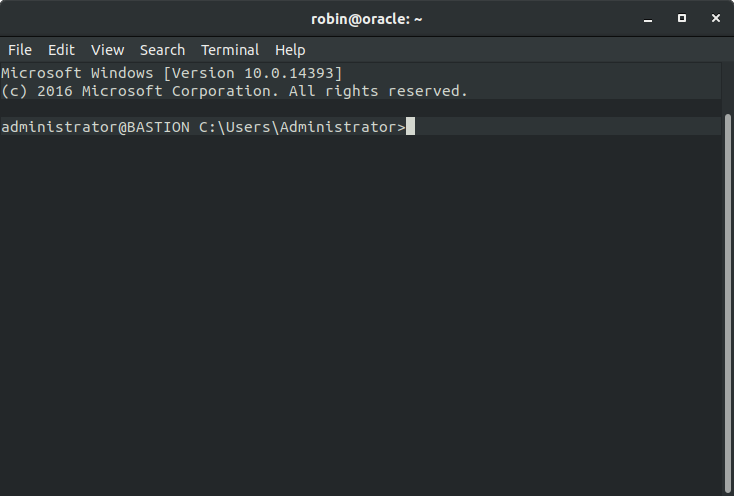 robin@oracle: ~
File Edit View Search Terminal Help
Microsoft Windows [Version 10.0.14393]
(c) 2016 Microsoft Corporation. All rights reserved.
administrator@BASTION C:\Users\Administrator>